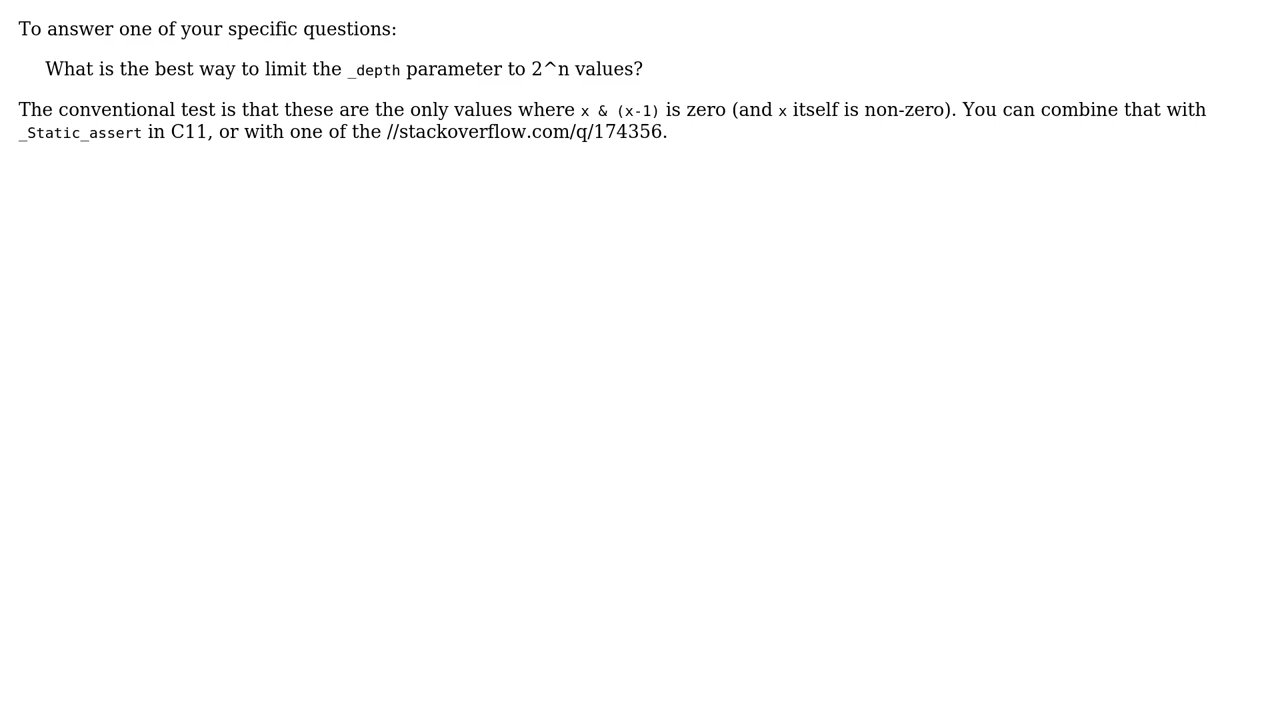 To answer one of your specific questions:
What is the best way to limit the _depth parameter to 2^n values?
The conventional test is that these are the only values where x & (x-1) is zero (and x itself is non-zero). You can combine that with
_Static_assert in C11, or with one of the //stackoverflow.com/q/174356.